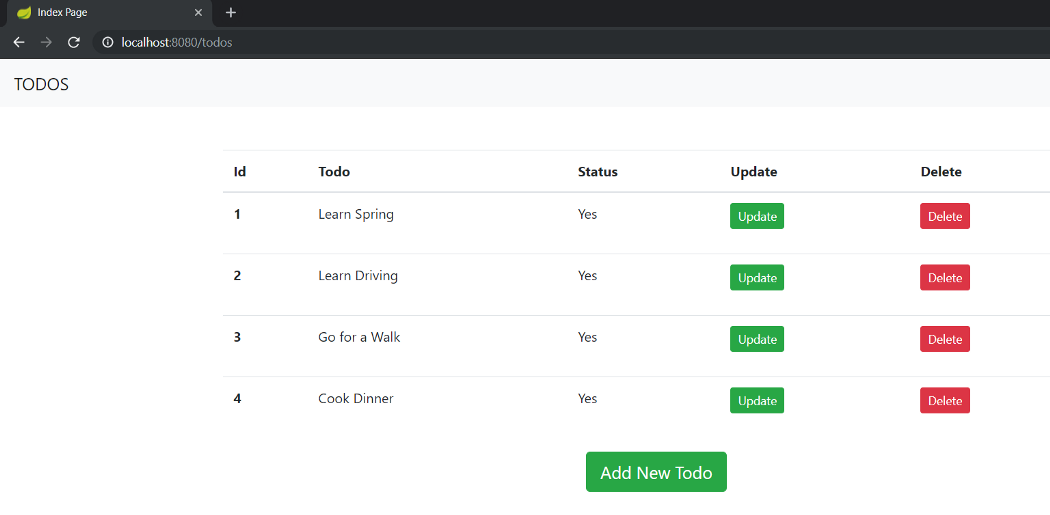 Index Page
localhost:8080/todos
TODOS
Id Todo Status Update Delete
1 Learn Spring Yes Update Delete
2 Learn Driving Yes Update Delete
3 Go for a Walk Yes Update Delete
4 Cook Dinner Yes Update Delete
Add New Todo